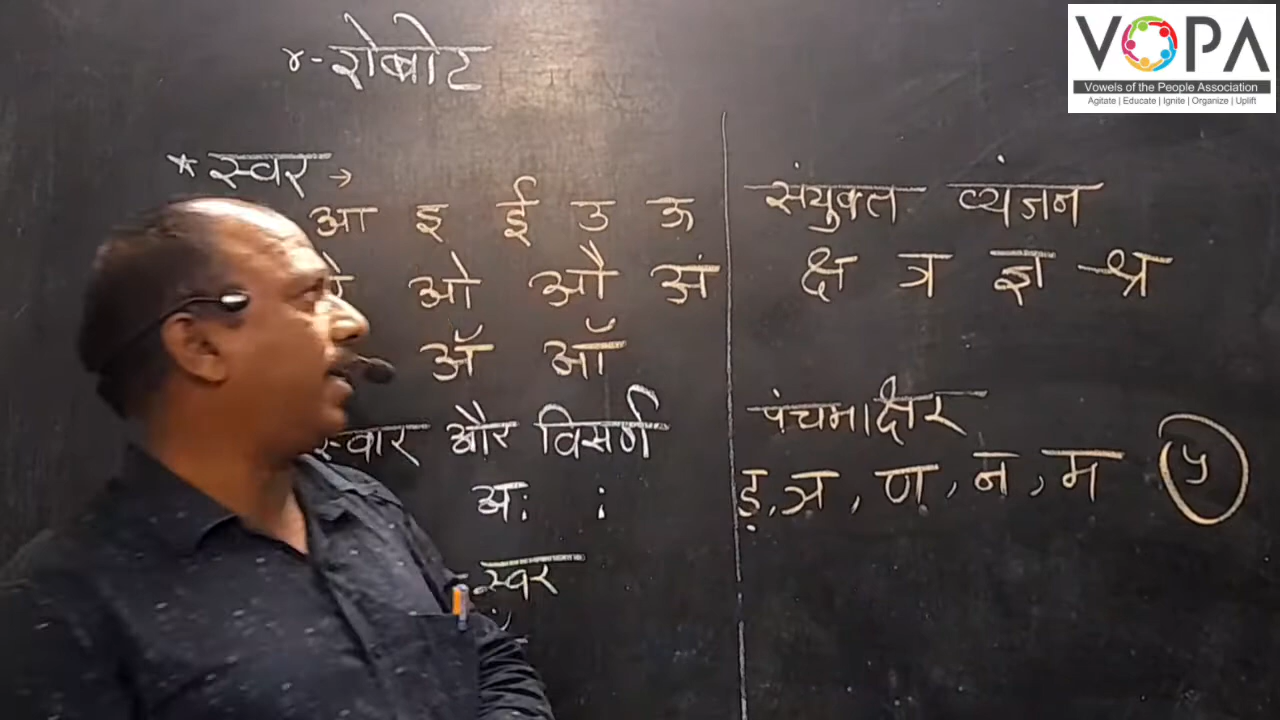 ४- रोबोट
* स्वर →
आ इ ई उ ऊ
ओ औ अं
अॅ ऑ
और विसर्ग
अः :
स्वर
संयुक्त व्यंजन
क्ष त्र ज्ञ श्र
पंचमाक्षर
ड़, त्र, ण, न, म ५
VOPA
Vowels of the People Association
Agitate | Educate | Ignite | Organize | Uplift